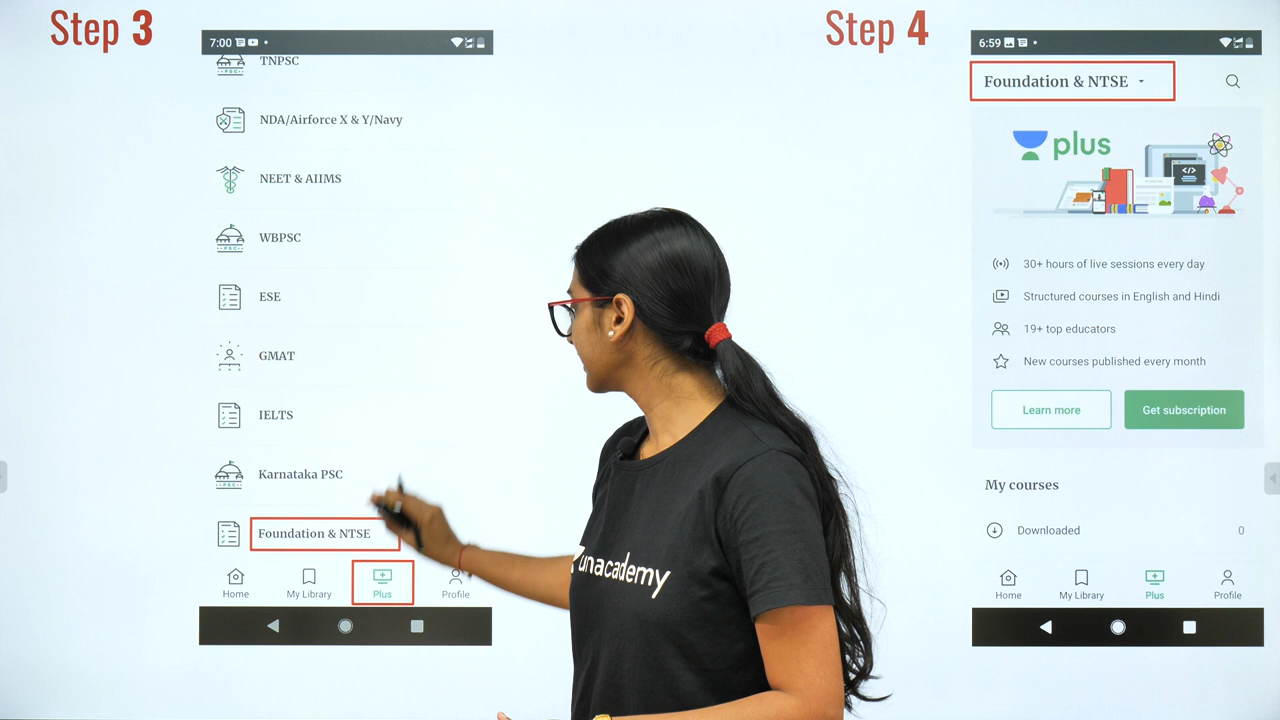 Step 3
7:00
TNPSC
NDA/Airforce X & Y/Navy
NEET & AIIMS
WBPSC
ESE
GMAT
IELTS
Karnataka PSC
Foundation & NTSE
Home
My Library
Plus
Profile
unacademy
Step 4
6:59
Foundation & NTSE
plus
30+ hours of live sessions every day
Structured courses in English and Hindi
19+ top educators
New courses published every month
Learn more
Get subscription
My courses
Downloaded
0
Home
My Library
Plus
Profile